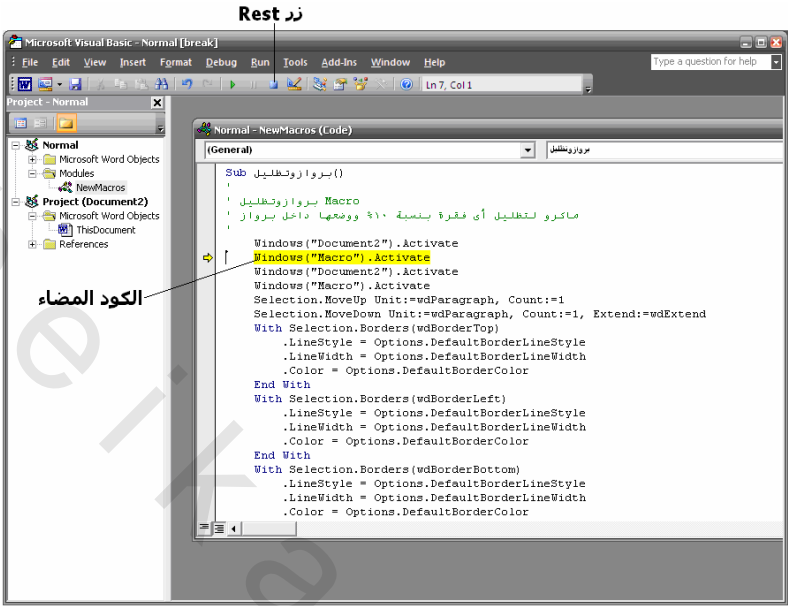 زر Rest
Microsoft Visual Basic - Normal [break]
File Edit View Insert Format Debug Run Tools Add-Ins Window Help
Type a question for help
Ln 7, Col 1
Project - Normal
Normal
Microsoft Word Objects
Modules
NewMacros
Project (Document2)
Microsoft Word Objects
ThisDocument
References
Normal - NewMacros (Code)
(General)
بروازوتظليل
Sub بروازوتظليل()
'
' بروازوتظليل Macro
' ماكرو لتظليل أى فقرة بنسبة ١٠% ووضعها داخل برواز
'
Windows("Document2").Activate
Windows("Macro").Activate
Windows("Document2").Activate
Windows("Macro").Activate
Selection.MoveUp Unit:=wdParagraph, Count:=1
Selection.MoveDown Unit:=wdParagraph, Count:=1, Extend:=wdExtend
With Selection.Borders(wdBorderTop)
.LineStyle = Options.DefaultBorderLineStyle
.LineWidth = Options.DefaultBorderLineWidth
.Color = Options.DefaultBorderColor
End With
With Selection.Borders(wdBorderLeft)
.LineStyle = Options.DefaultBorderLineStyle
.LineWidth = Options.DefaultBorderLineWidth
.Color = Options.DefaultBorderColor
End With
With Selection.Borders(wdBorderBottom)
.LineStyle = Options.DefaultBorderLineStyle
.LineWidth = Options.DefaultBorderLineWidth
.Color = Options.DefaultBorderColor
الكود المضاء